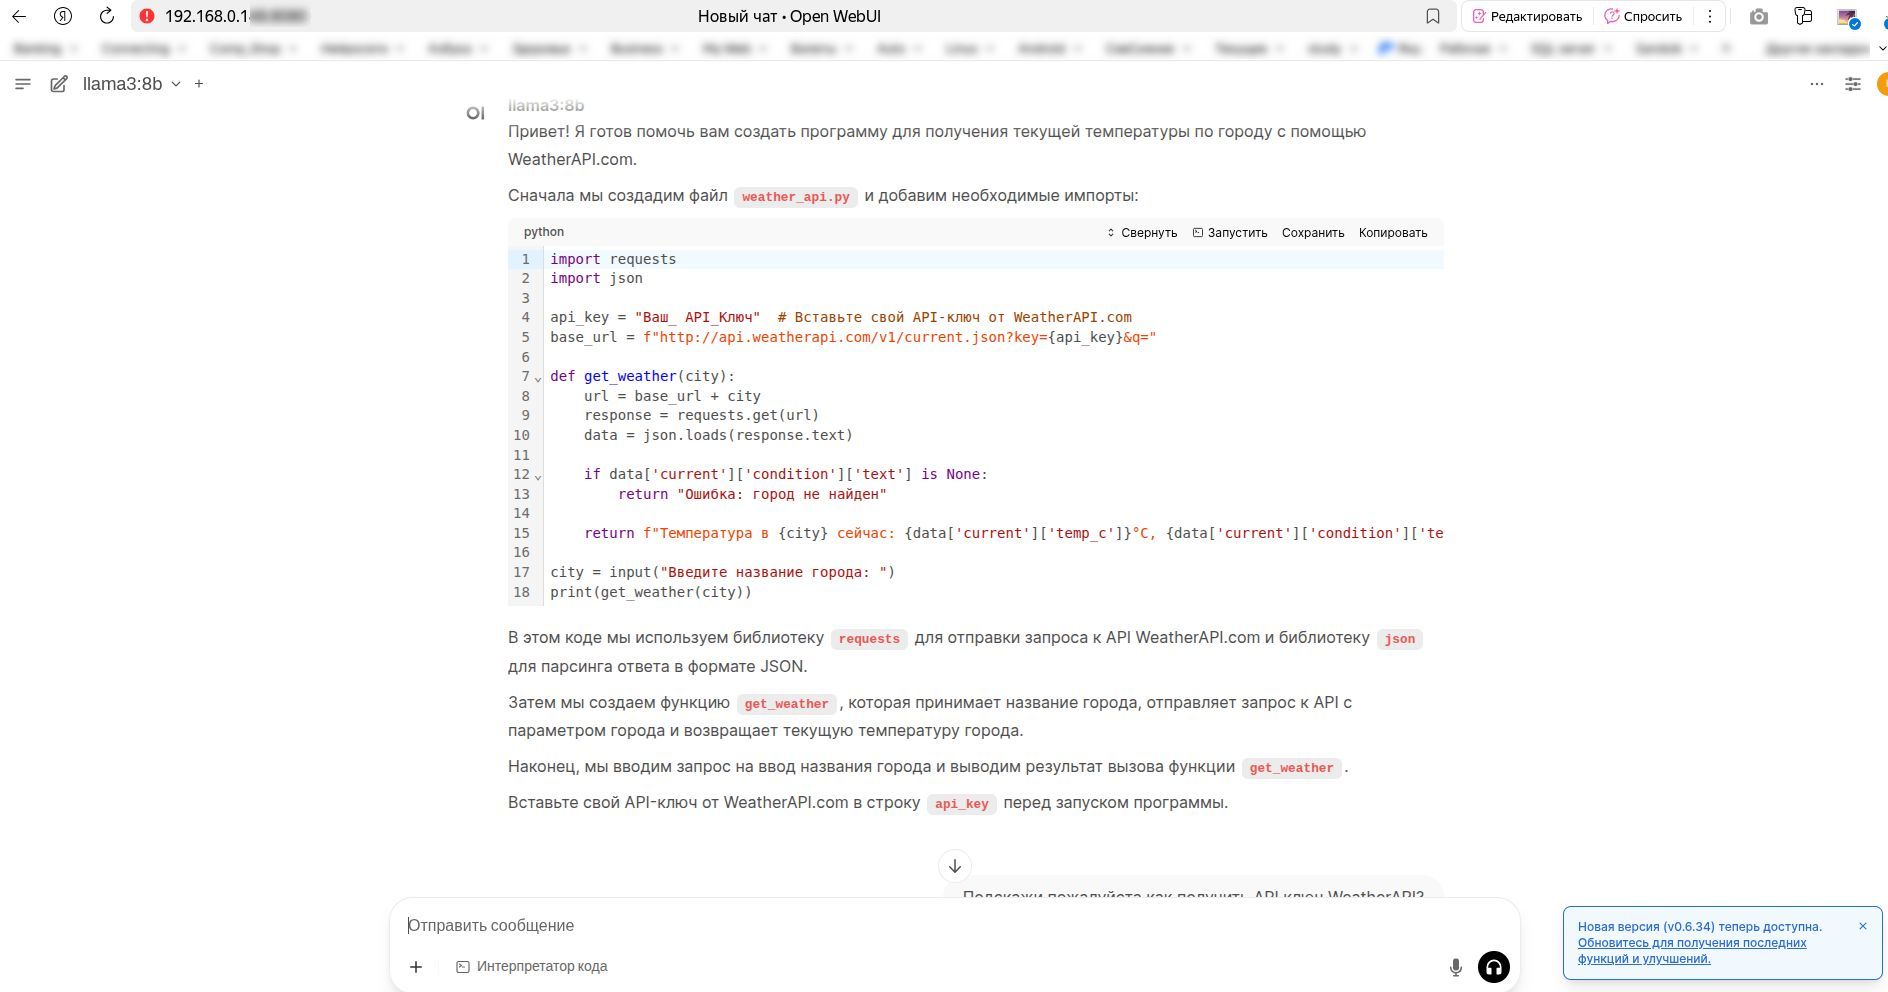 192.168.0.1
Новый чат • Open WebUI
Редактировать
Спросить
llama3:8b
llama3:8b
Привет! Я готов помочь вам создать программу для получения текущей температуры по городу с помощью
WeatherAPI.com.
Сначала мы создадим файл weather_api.py и добавим необходимые импорты:
python
Свернуть
Запустить
Сохранить
Копировать
1 import requests
2 import json
3
4 api_key = "Ваш_ API_Ключ"  # Вставьте свой API-ключ от WeatherAPI.com
5 base_url = f"http://api.weatherapi.com/v1/current.json?key={api_key}&q="
6
7 def get_weather(city):
8     url = base_url + city
9     response = requests.get(url)
10     data = json.loads(response.text)
11
12     if data['current']['condition']['text'] is None:
13         return "Ошибка: город не найден"
14
15     return f"Температура в {city} сейчас: {data['current']['temp_c']}°C, {data['current']['condition']['te
16
17 city = input("Введите название города: ")
18 print(get_weather(city))
В этом коде мы используем библиотеку requests для отправки запроса к API WeatherAPI.com и библиотеку json
для парсинга ответа в формате JSON.
Затем мы создаем функцию get_weather , которая принимает название города, отправляет запрос к API с
параметром города и возвращает текущую температуру города.
Наконец, мы вводим запрос на ввод названия города и выводим результат вызова функции get_weather .
Вставьте свой API-ключ от WeatherAPI.com в строку api_key перед запуском программы.
Подскажи пожалуйста как получить API ключ WeatherAPI?
Отправить сообщение
Интерпретатор кода
Новая версия (v0.6.34) теперь доступна.
Обновитесь для получения последних
функций и улучшений.